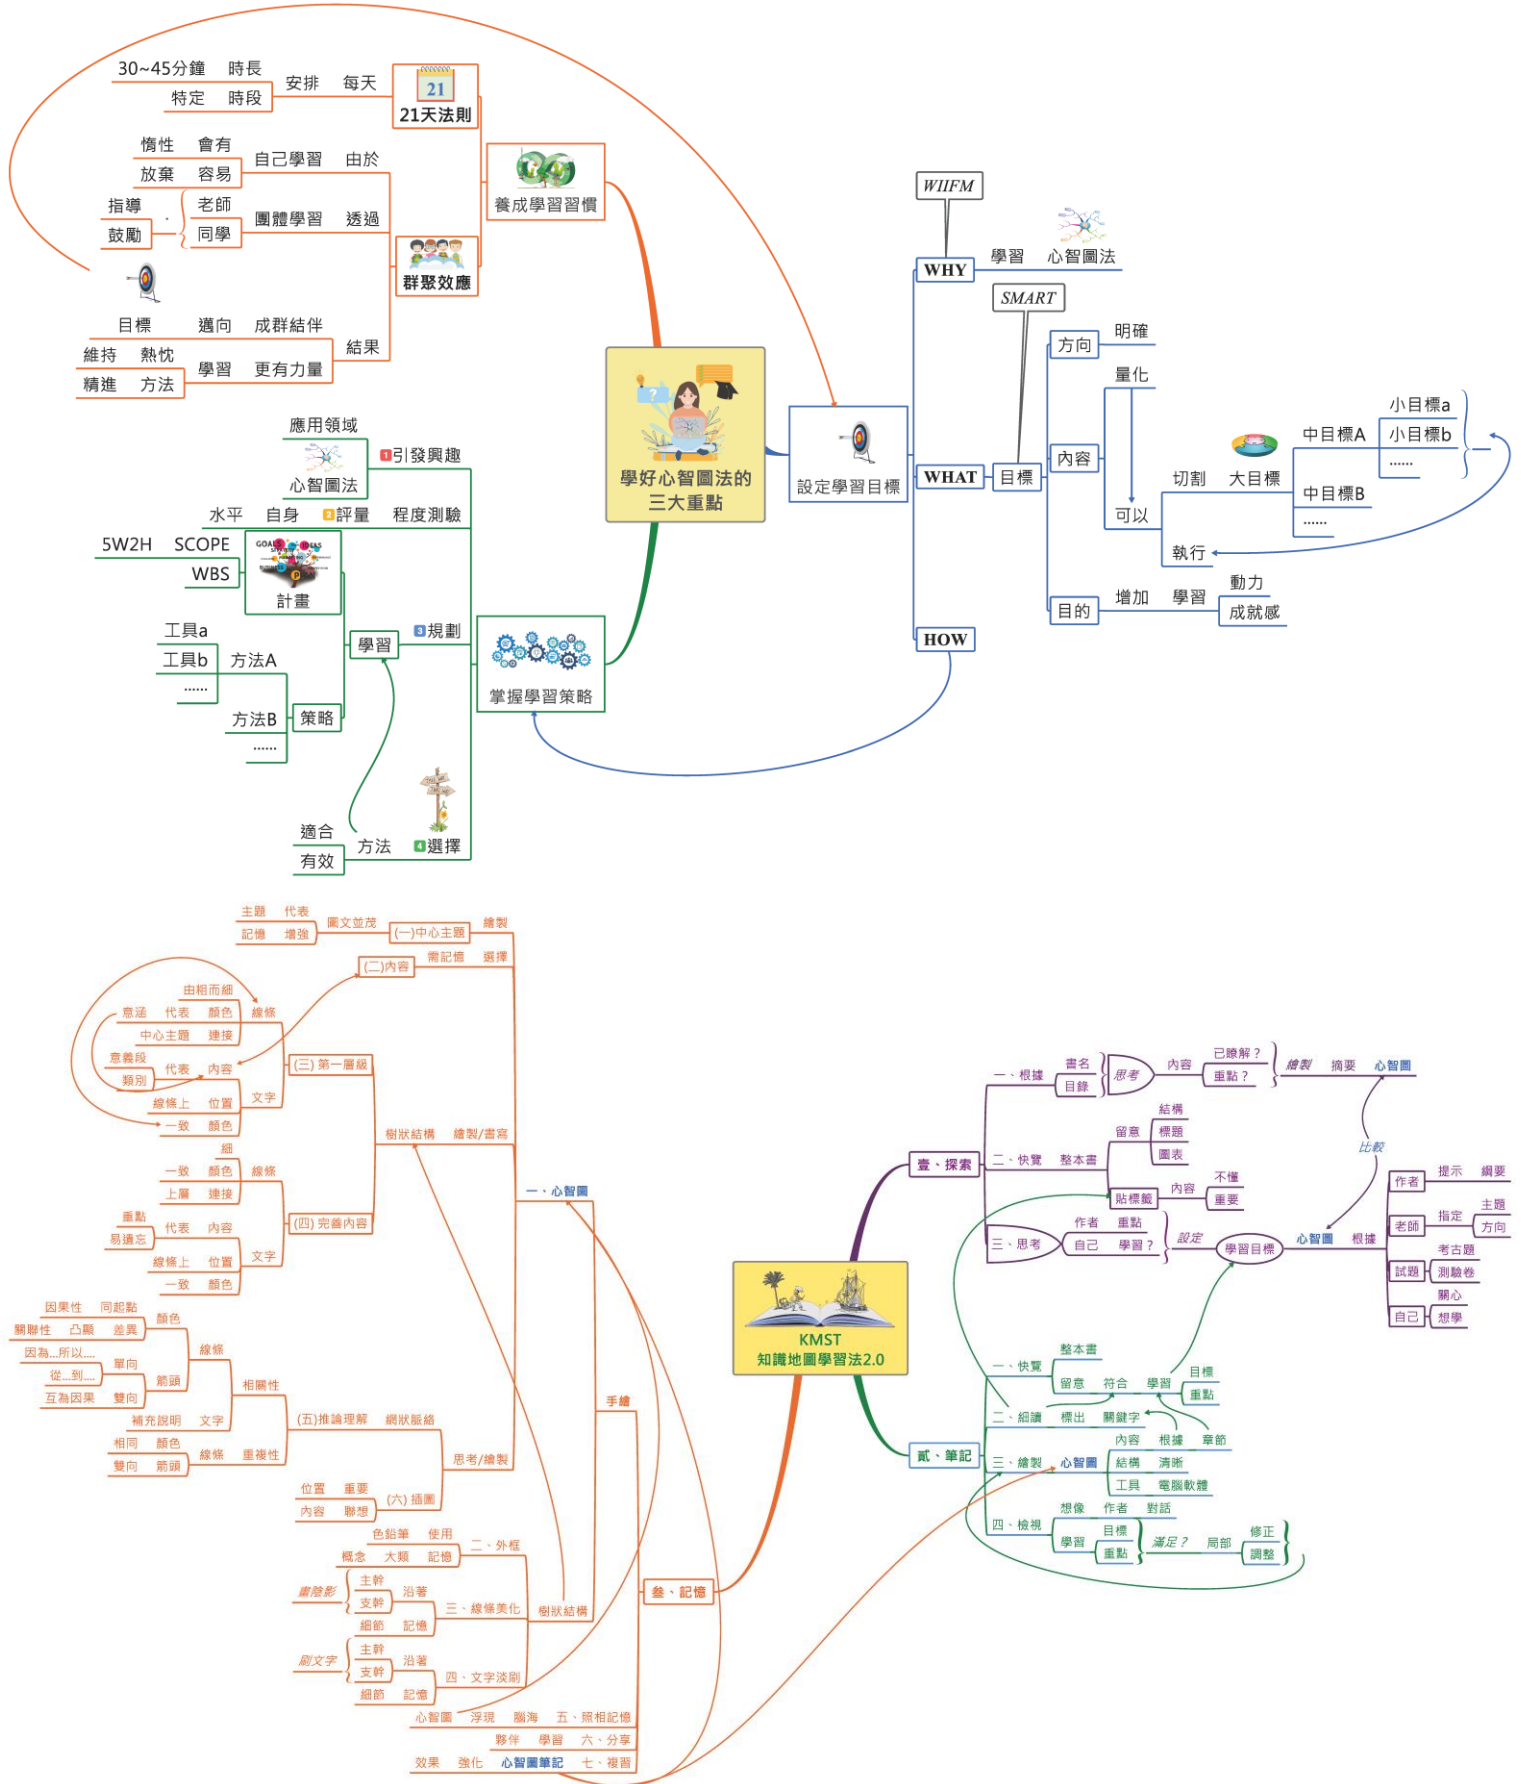 學好心智圖法的
三大重點
設定學習目標
WHY
WIIFM
學習 心智圖法
WHAT
目標
SMART
方向
明確
內容
量化
可以
切割 大目標
中目標A
小目標a
小目標b
......
中目標B
......
執行
目的
增加 學習
動力
成就感
HOW
掌握學習策略
1 引發興趣
應用領域
心智圖法
2 評量 程度測驗
水平 自身
3 規劃
學習
計畫
GOALS
5W2H SCOPE
WBS
策略
方法A
工具a
工具b
......
方法B
......
4 選擇
方法
適合
有效
養成學習習慣
21
21天法則
安排 每天
30~45分鐘 時長
特定 時段
群聚效應
自己學習 由於
惰性 會有
放棄 容易
團體學習 透過
老師
同學
指導
鼓勵
結果
目標 邁向 成群結伴
學習 更有力量
維持 熱忱
精進 方法
KMST
知識地圖學習法2.0
壹、探索
一、根據
書名
目錄
思考
內容
已瞭解？
重點？
繪製
摘要 心智圖
二、快覽 整本書
留意
結構
標題
圖表
貼標籤
內容
不懂
重要
三、思考
作者 重點
自己 學習？
設定
學習目標
心智圖 根據
比較
作者
提示 綱要
老師
指定
主題
方向
試題
考古題
測驗卷
自己
關心
想學
貳、筆記
一、快覽
整本書
留意 符合 學習
目標
重點
二、細讀 標出 關鍵字
三、繪製 心智圖
內容 根據 章節
結構 清晰
工具 電腦軟體
四、檢視
想像 作者 對話
學習
目標
重點
滿足？
局部
修正
調整
叁、記憶
手繪
一、心智圖
繪製
(一)中心主題
圖文並茂
主題 代表
記憶 增強
需記憶 選擇
(二)內容
樹狀結構 繪製/書寫
(三) 第一層級
線條
由粗而細
意涵 代表 顏色
中心主題 連接
文字
代表 內容
意義段
類別
線條上 位置
一致 顏色
(四) 完善內容
線條
細
一致 顏色
上層 連接
文字
代表 內容
重點
易遺忘
線條上 位置
一致 顏色
思考/繪製
(五)推論理解 網狀脈絡
相關性
線條
顏色
因果性 同起點
關聯性 凸顯 差異
箭頭
單向
因為...所以....
從...到....
互為因果 雙向
補充說明 文字
線條 重複性
相同 顏色
雙向 箭頭
(六) 插圖
位置 重要
內容 聯想
樹狀結構
二、外框
色鉛筆 使用
概念 大類 記憶
三、線條美化
沿著
主幹
支幹
畫陰影
細節 記憶
四、文字淡刷
沿著
主幹
支幹
刷文字
細節 記憶
心智圖 浮現 腦海 五、照相記憶
夥伴 學習 六、分享
效果 強化 心智圖筆記 七、複習